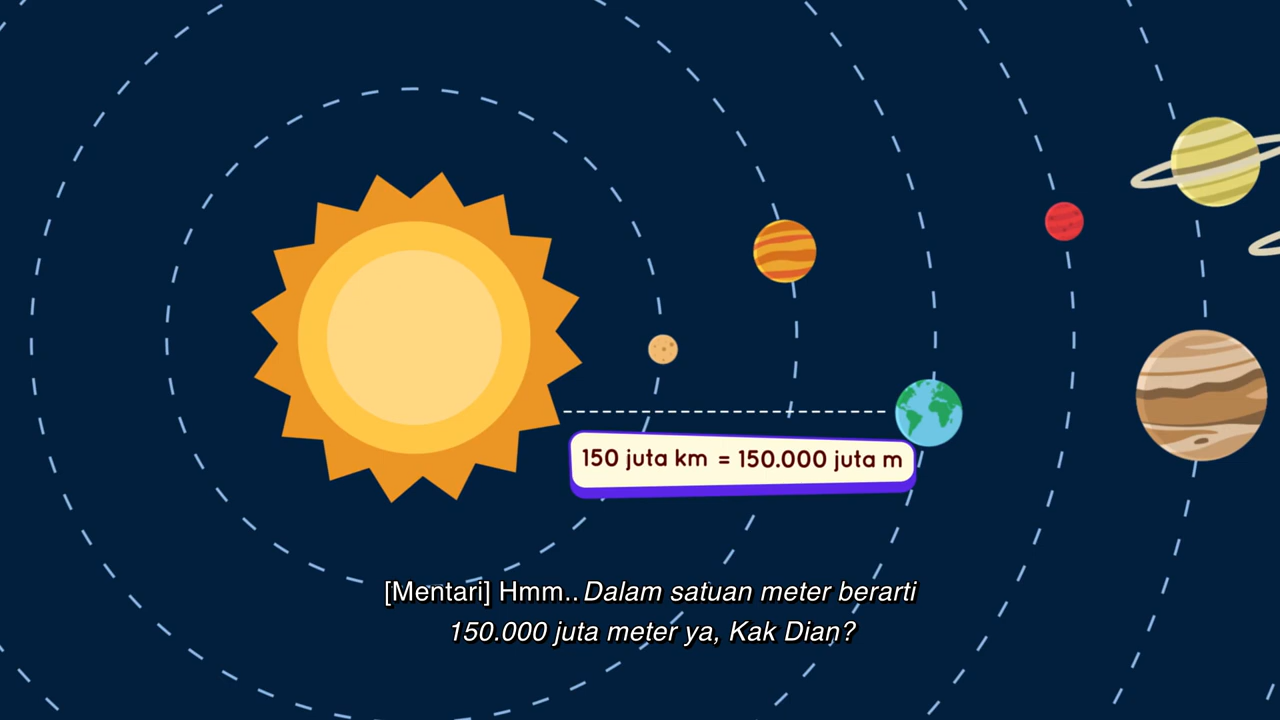 150 juta km = 150.000 juta m
[Mentari] Hmm.. Dalam satuan meter berarti
150.000 juta meter ya, Kak Dian?